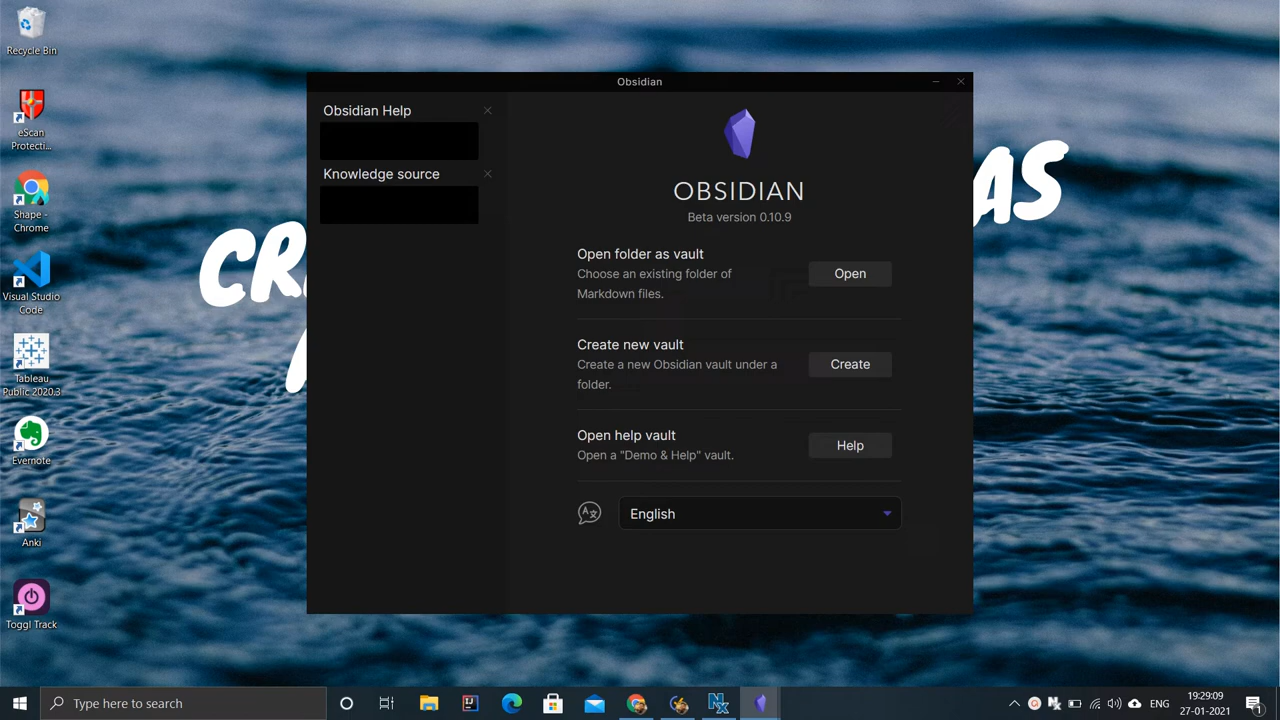 Recycle Bin
eScan
Protecti...
Shape -
Chrome
Visual Studio
Code
Tableau
Public 2020.3
Evernote
Anki
Toggl Track
CR
AS
Obsidian
Obsidian Help
Knowledge source
OBSIDIAN
Beta version 0.10.9
Open folder as vault
Choose an existing folder of
Markdown files.
Open
Create new vault
Create a new Obsidian vault under a
folder.
Create
Open help vault
Open a "Demo & Help" vault.
Help
English
Type here to search
ENG
19:29:09
27-01-2021
1